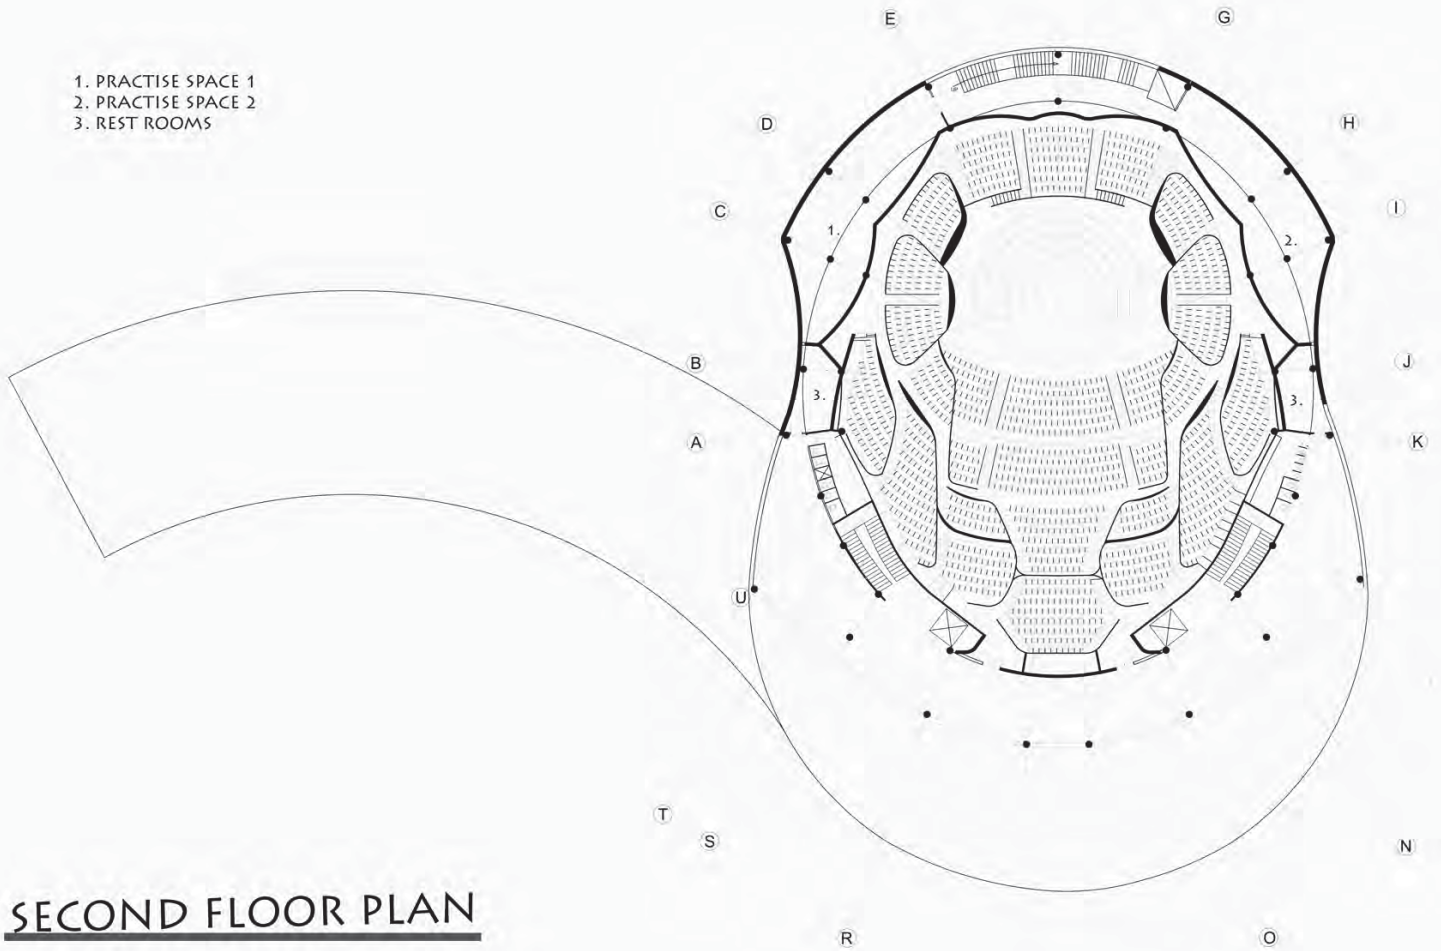 E
G
1. PRACTISE SPACE 1
2. PRACTISE SPACE 2
3. REST ROOMS
D
H
C
I
1.
2.
B
J
3.
3.
A
K
U
T
S
N
SECOND FLOOR PLAN
R
O